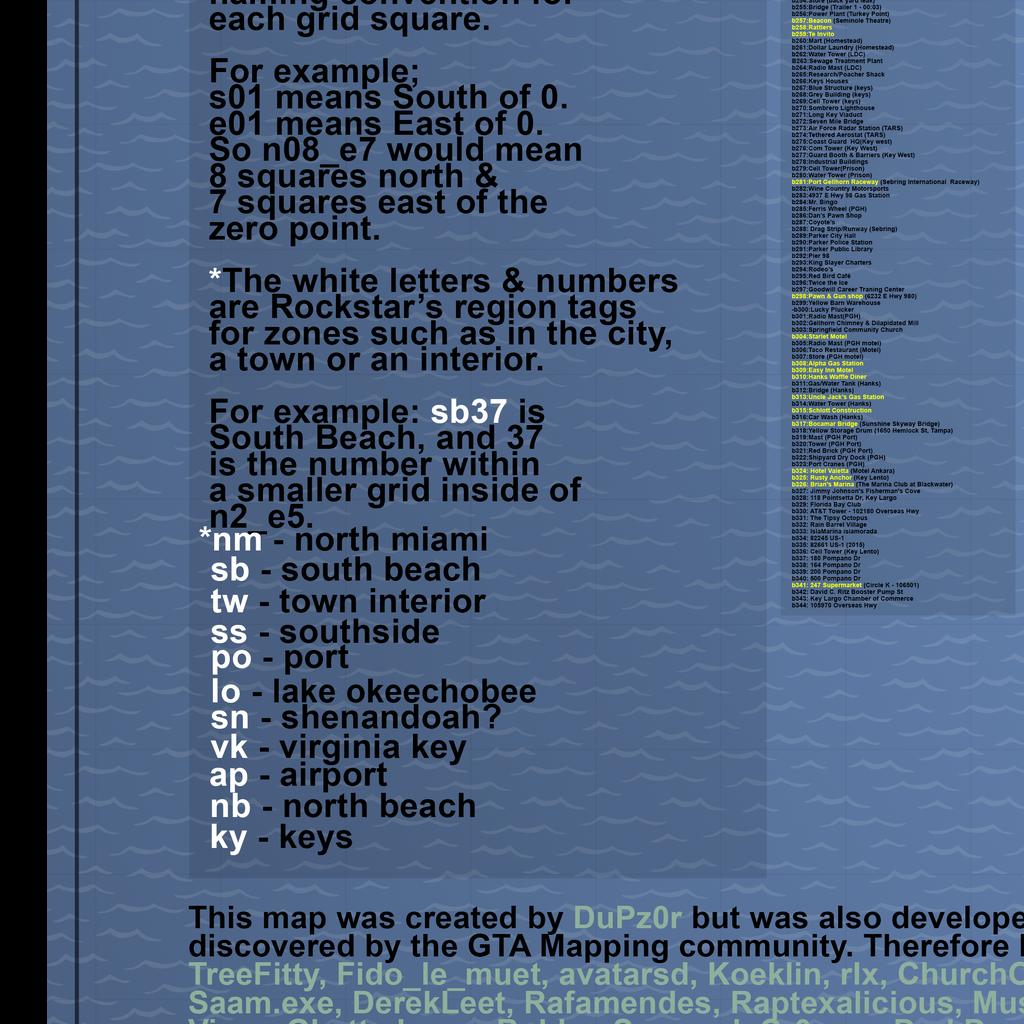 each grid square.
For example;
s01 means South of 0.
e01 means East of 0.
So n08_e7 would mean
8 squares north &
7 squares east of the
zero point.
*The white letters & numbers
are Rockstar’s region tags
for zones such as in the city,
a town or an interior.
For example: sb37 is
South Beach, and 37
is the number within
a smaller grid inside of
n2_e5.
*nm - north miami
sb - south beach
tw - town interior
ss - southside
po - port
lo - lake okeechobee
sn - shenandoah?
vk - virginia key
ap - airport
nb - north beach
ky - keys
b255:Bridge (Trailer 1 - 00:03)
b256:Power Plant (Turkey Point)
b257:Beacon (Seminole Theatre)
b258:Rattlers
b259:Te Invito
b260:Mart (Homestead)
b261:Dollar Laundry (Homestead)
b262:Water Tower (LDC)
B263:Sewage Treatment Plant
b264:Radio Mast (LDC)
b265:Research/Poacher Shack
b266:Keys Houses
b267:Blue Structure (keys)
b268:Grey Building (keys)
b269:Cell Tower (keys)
b270:Sombrero Lighthouse
b271:Long Key Viaduct
b272:Seven Mile Bridge
b273:Air Force Radar Station (TARS)
b274:Tethered Aerostat (TARS)
b275:Coast Guard HQ(Key west)
b276:Com Tower (Key West)
b277:Guard Booth & Barriers (Key West)
b278:Industrial Buildings
b279:Cell Tower(Prison)
b280:Water Tower (Prison)
b281:Port Gellhorn Raceway (Sebring International Raceway)
b282:Wine Country Motorsports
b283:4937 E Hwy 98 Gas Station
b284:Mr. Bingo
b285:Ferris Wheel (PGH)
b286:Dan's Pawn Shop
b287:Coyote's
b288: Drag Strip/Runway (Sebring)
b289:Parker City Hall
b290:Parker Police Station
b291:Parker Public Library
b292:Pier 98
b293:King Slayer Charters
b294:Rodeo's
b295:Red Bird Café
b296:Twice the Ice
b297:Goodwill Career Traning Center
b298:Pawn & Gun shop (6232 E Hwy 980)
b299:Yellow Barn Warehouse
-b300:Lucky Plucker
b301:Radio Mast(PGH)
b302:Gellhorn Chimney & Dilapidated Mill
b303:Springfield Community Church
b304:Starlet Motel
b305:Radio Mast (PGH motel)
b306:Taco Restaurant (Motel)
b307:Store (PGH motel)
b308:Alpha Gas Station
b309:Easy Inn Motel
b310:Hanks Waffle Diner
b311:Gas/Water Tank (Hanks)
b312:Bridge (Hanks)
b313:Uncle Jack's Gas Station
b314:Water Tower (Hanks)
b315:Schlott Construction
b316:Car Wash (Hanks)
b317:Bocamar Bridge (Sunshine Skyway Bridge)
b318:Yellow Storage Drum (1650 Hemlock St, Tampa)
b319:Mast (PGH Port)
b320:Tower (PGH Port)
b321:Red Brick (PGH Port)
b322:Shipyard Dry Dock (PGH)
b323:Port Cranes (PGH)
b324: Hotel Valetta (Motel Ankara)
b325: Rusty Anchor (Key Lento)
b326: Brian's Marina (The Marina Club at Blackwater)
b327: Jimmy Johnson's Fisherman's Cove
b328: 118 Pointsetta Dr, Key Largo
b329: Florida Bay Club
b330: AT&T Tower - 102180 Overseas Hwy
b331: The Tipsy Octopus
b332: Rain Barrel Village
b333: IslaMarina islamorada
b334: 82245 US-1
b335: 82661 US-1 (2015)
b336: Cell Tower (Key Lento)
b337: 180 Pompano Dr
b338: 164 Pompano Dr
b339: 200 Pompano Dr
b340: 500 Pompano Dr
b341: 247 Supermarket (Circle K - 106501)
b342: David C. Ritz Booster Pump St
b343: Key Largo Chamber of Commerce
b344: 105970 Overseas Hwy
This map was created by DuPz0r but was also develope
discovered by the GTA Mapping community. Therefore
TreeFitty, Fido_le_muet, avatarsd, Koeklin, rlx, ChurchO
Saam.exe, DerekLeet, Rafamendes, Raptexalicious, Mus